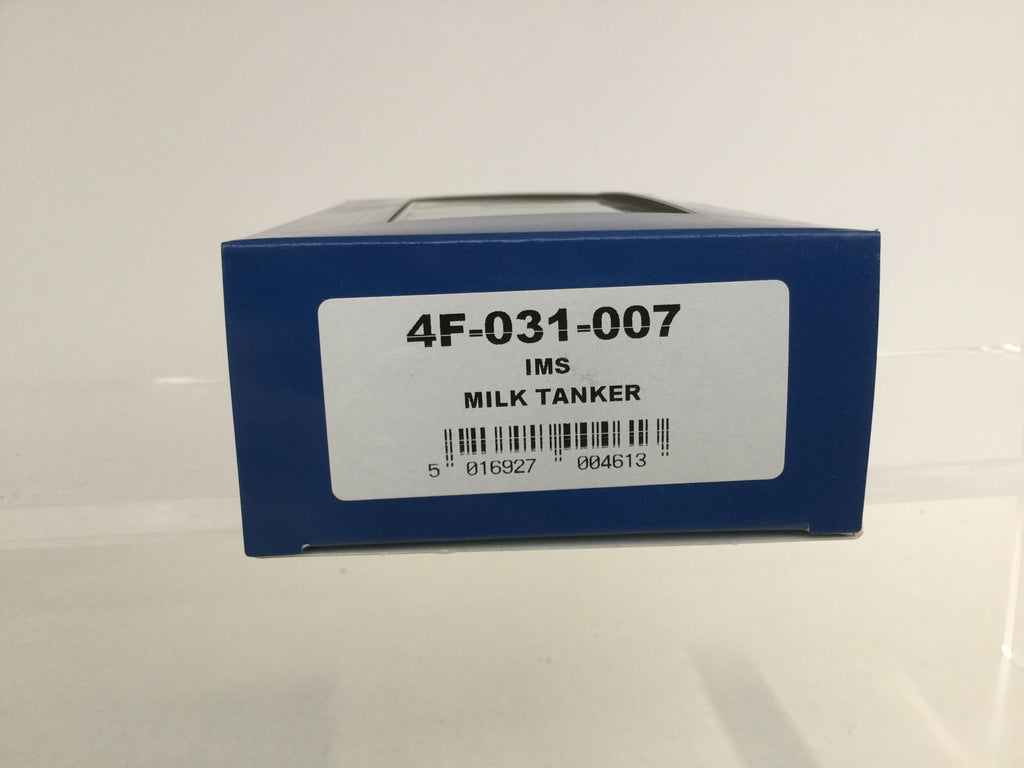 4F-031-007
IMS
MILK TANKER
5 016927 004613